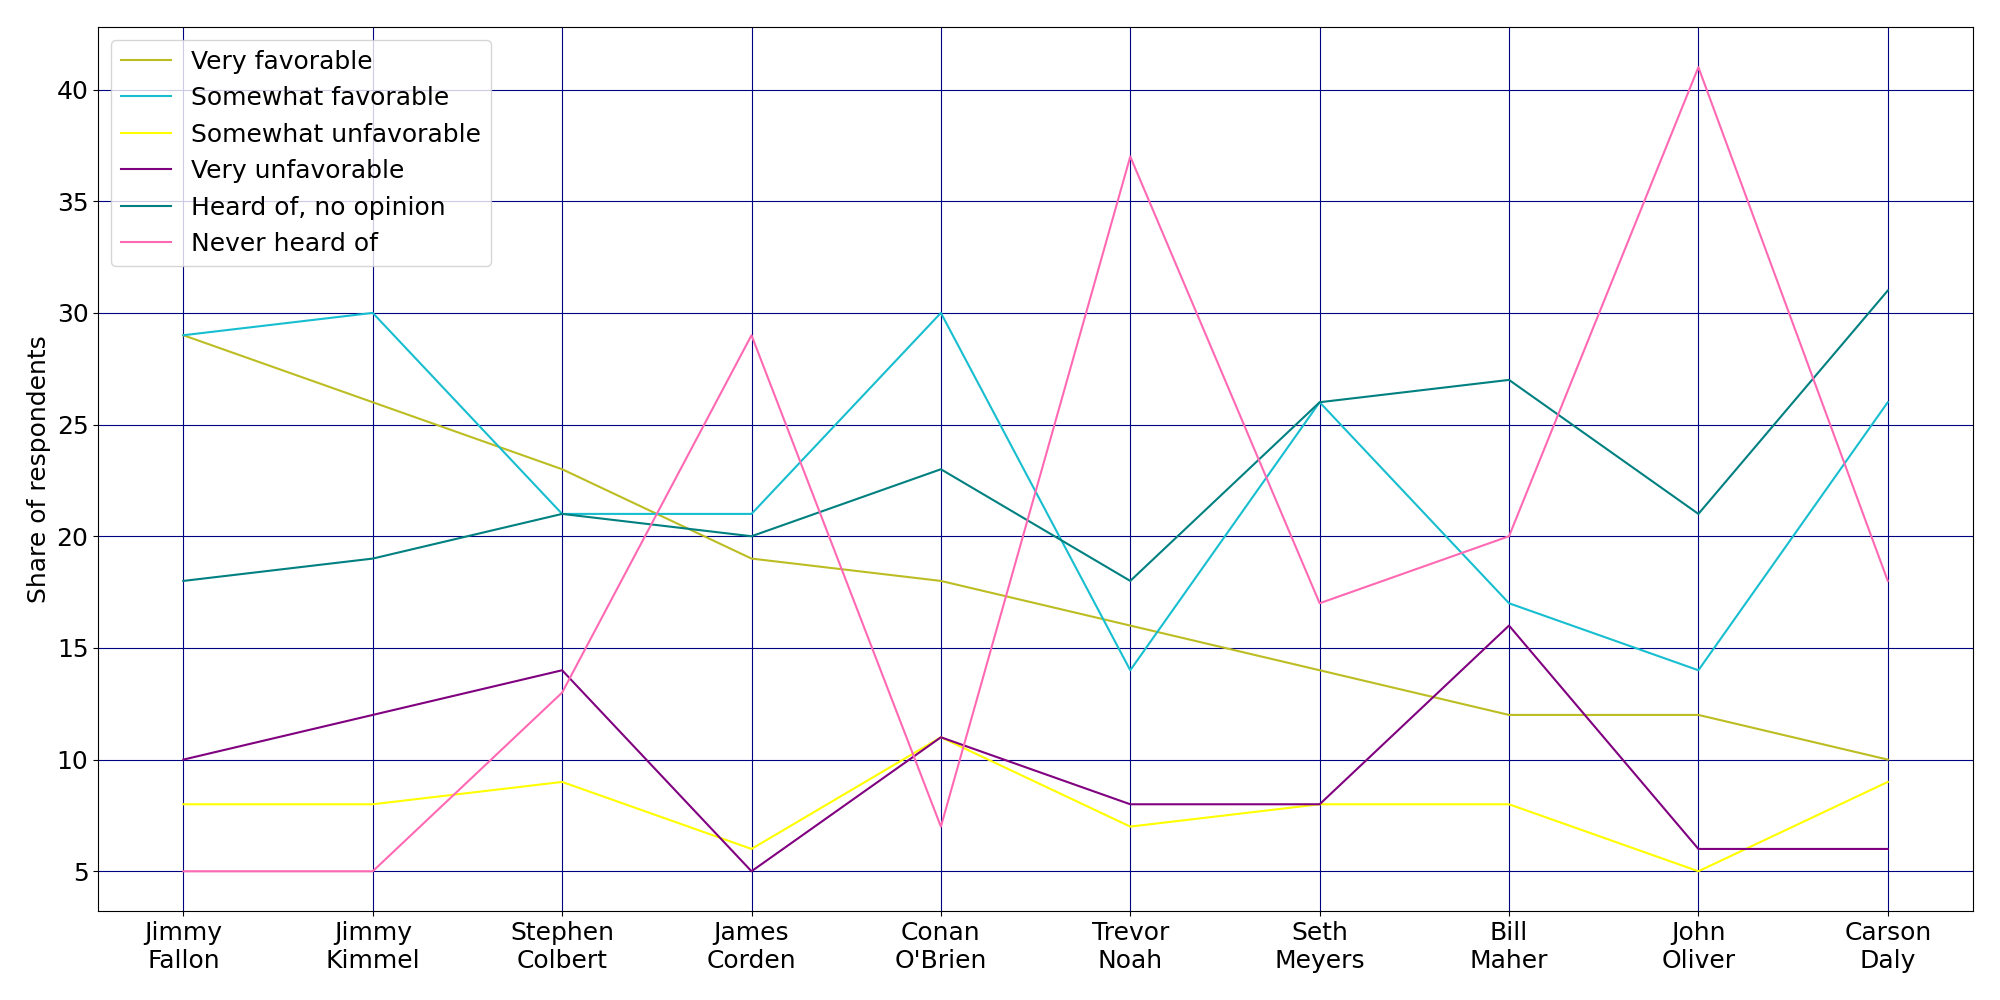 Very favorable
Somewhat favorable
Somewhat unfavorable
Very unfavorable
Heard of, no opinion
Never heard of
Share of respondents
40
35
30
25
20
15
10
5
Jimmy Fallon
Jimmy Kimmel
Stephen Colbert
James Corden
Conan O'Brien
Trevor Noah
Seth Meyers
Bill Maher
John Oliver
Carson Daly